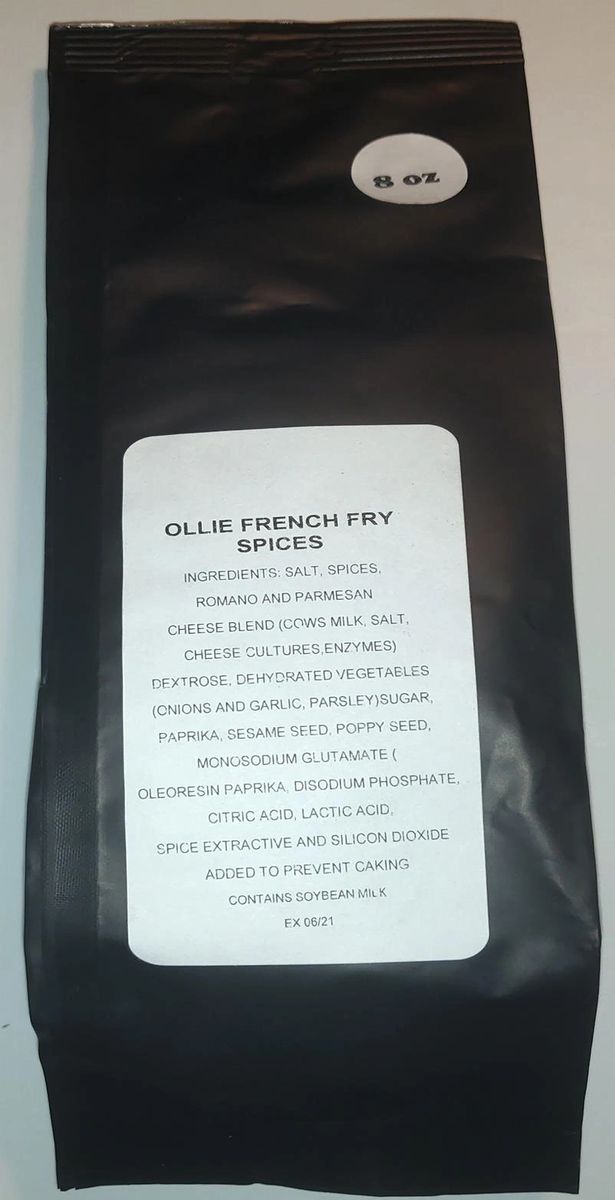 8 oz
OLLIE FRENCH FRY
SPICES
INGREDIENTS: SALT, SPICES,
ROMANO AND PARMESAN
CHEESE BLEND (COWS MILK, SALT,
CHEESE CULTURES,ENZYMES)
DEXTROSE, DEHYDRATED VEGETABLES
(ONIONS AND GARLIC, PARSLEY)SUGAR,
PAPRIKA, SESAME SEED, POPPY SEED,
MONOSODIUM GLUTAMATE (
OLEORESIN PAPRIKA, DISODIUM PHOSPHATE,
CITRIC ACID, LACTIC ACID,
SPICE EXTRACTIVE AND SILICON DIOXIDE
ADDED TO PREVENT CAKING
CONTAINS SOYBEAN MILK
EX 06/21